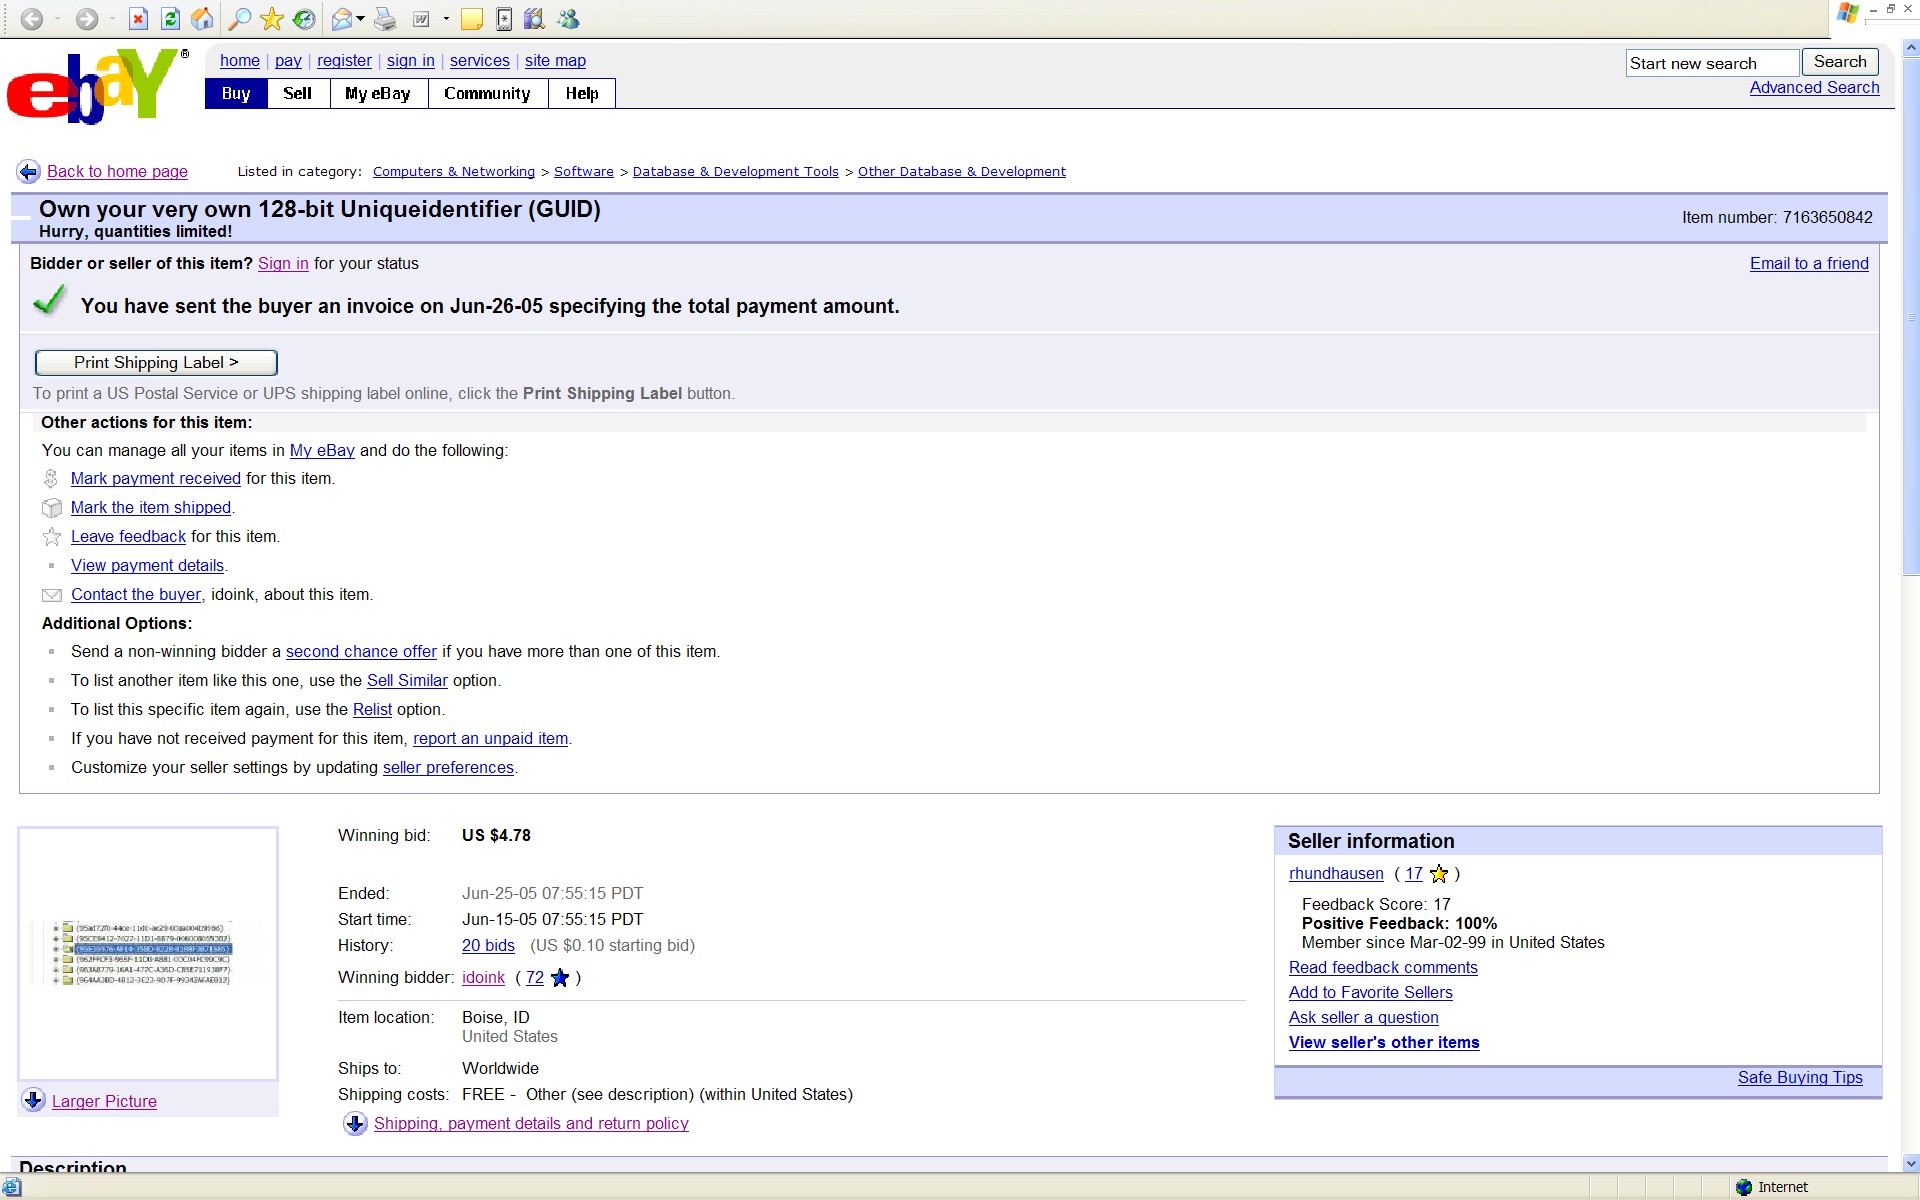 ebay®
home | pay | register | sign in | services | site map
Buy Sell My eBay Community Help
Start new search Search
Advanced Search
Back to home page Listed in category: Computers & Networking > Software > Database & Development Tools > Other Database & Development
Own your very own 128-bit Uniqueidentifier (GUID)
Hurry, quantities limited!
Item number: 7163650842
Bidder or seller of this item? Sign in for your status
Email to a friend
You have sent the buyer an invoice on Jun-26-05 specifying the total payment amount.
Print Shipping Label >
To print a US Postal Service or UPS shipping label online, click the Print Shipping Label button.
Other actions for this item:
You can manage all your items in My eBay and do the following:
Mark payment received for this item.
Mark the item shipped.
Leave feedback for this item.
View payment details.
Contact the buyer, idoink, about this item.
Additional Options:
Send a non-winning bidder a second chance offer if you have more than one of this item.
To list another item like this one, use the Sell Similar option.
To list this specific item again, use the Relist option.
If you have not received payment for this item, report an unpaid item.
Customize your seller settings by updating seller preferences.
Larger Picture
Winning bid: US $4.78
Ended: Jun-25-05 07:55:15 PDT
Start time: Jun-15-05 07:55:15 PDT
History: 20 bids (US $0.10 starting bid)
Winning bidder: idoink ( 72 )
Item location: Boise, ID
United States
Ships to: Worldwide
Shipping costs: FREE - Other (see description) (within United States)
Shipping, payment details and return policy
Seller information
rhundhausen ( 17 )
Feedback Score: 17
Positive Feedback: 100%
Member since Mar-02-99 in United States
Read feedback comments
Add to Favorite Sellers
Ask seller a question
View seller's other items
Safe Buying Tips
Description
Internet